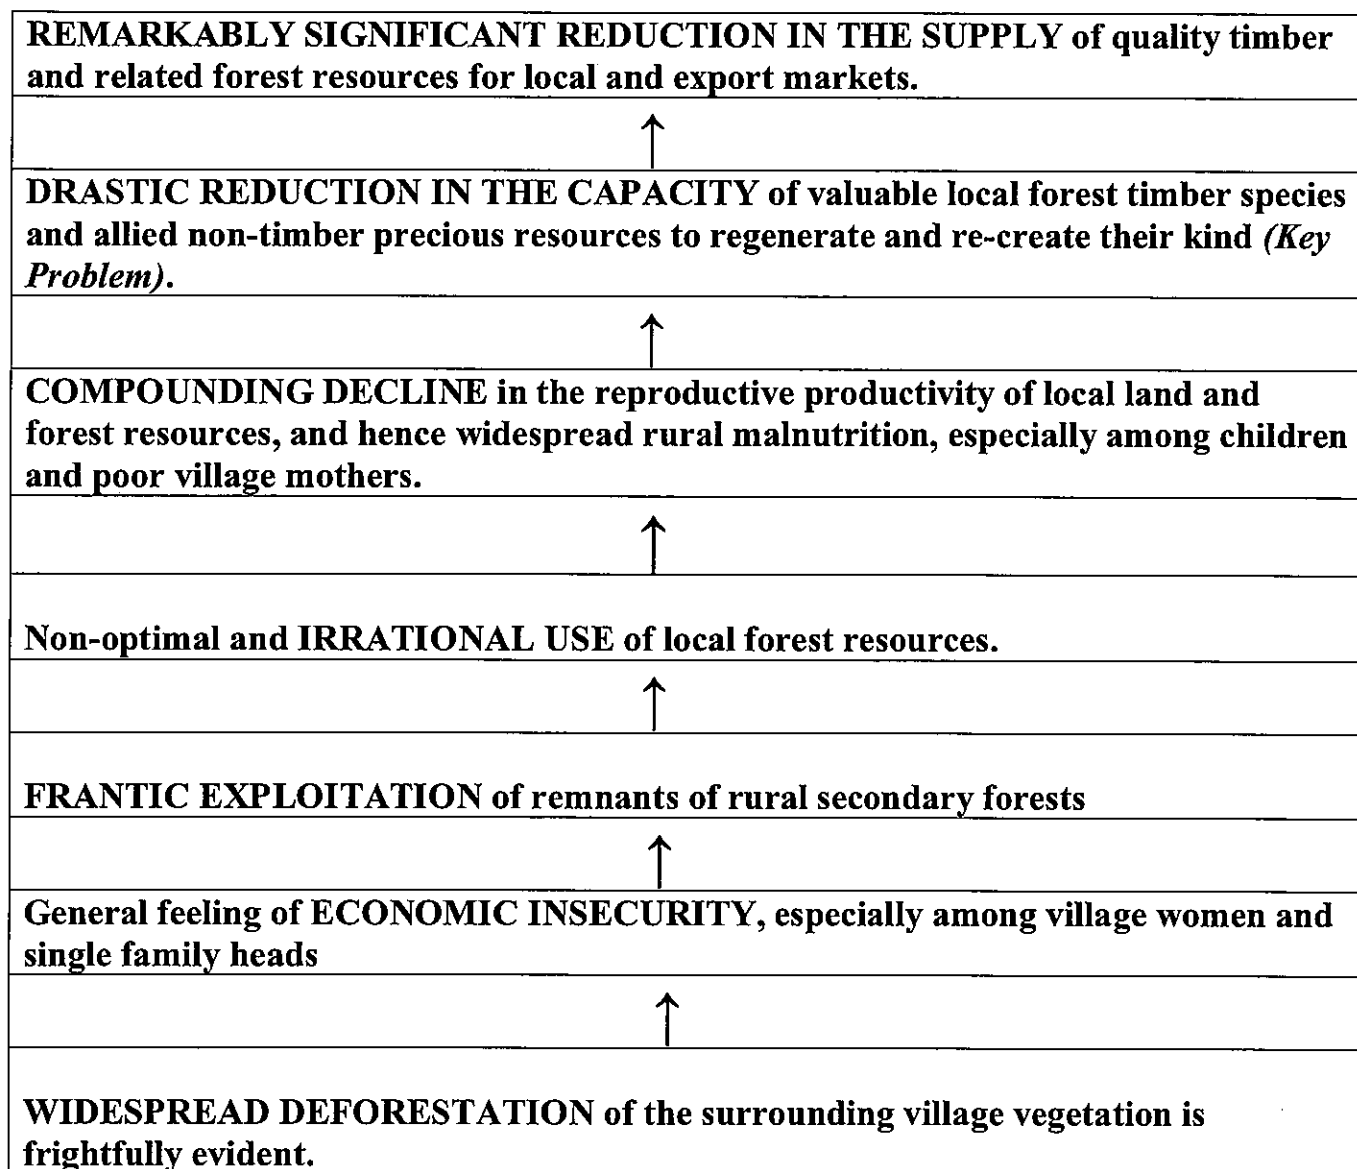 REMARKABLY SIGNIFICANT REDUCTION IN THE SUPPLY of quality timber
and related forest resources for local and export markets.
↑
DRASTIC REDUCTION IN THE CAPACITY of valuable local forest timber species
and allied non-timber precious resources to regenerate and re-create their kind (Key
Problem).
↑
COMPOUNDING DECLINE in the reproductive productivity of local land and
forest resources, and hence widespread rural malnutrition, especially among children
and poor village mothers.
↑
Non-optimal and IRRATIONAL USE of local forest resources.
↑
FRANTIC EXPLOITATION of remnants of rural secondary forests
↑
General feeling of ECONOMIC INSECURITY, especially among village women and
single family heads
↑
WIDESPREAD DEFORESTATION of the surrounding village vegetation is
frightfully evident.